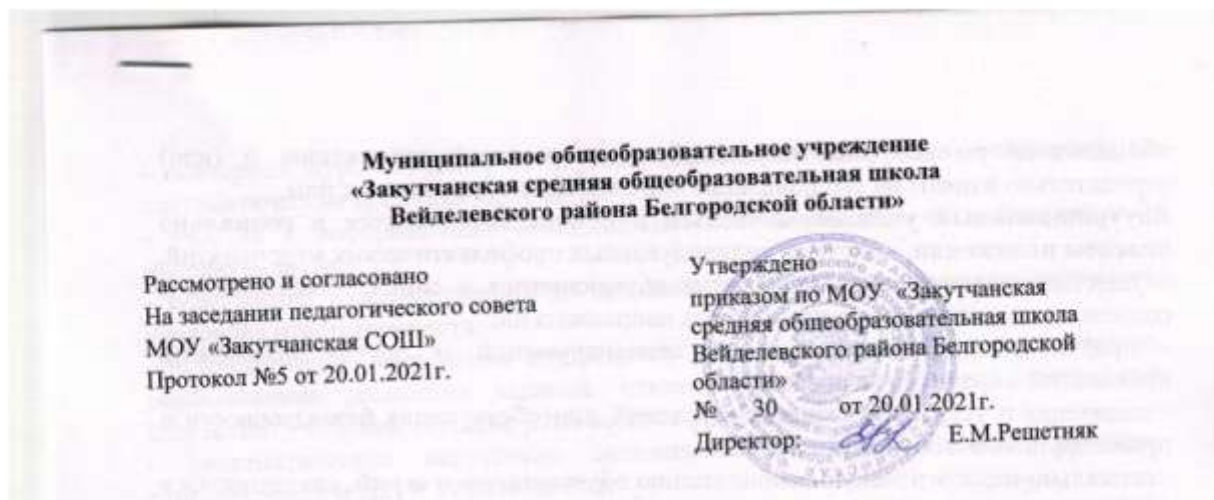 Муниципальное общеобразовательное учреждение
«Закутчанская средняя общеобразовательная школа
Вейделевского района Белгородской области»
Рассмотрено и согласовано
На заседании педагогического совета
МОУ «Закутчанская СОШ»
Протокол №5 от 20.01.2021г.
Утверждено
приказом по МОУ «Закутчанская
средняя общеобразовательная школа
Вейделевского района Белгородской
области»
№ 30 от 20.01.2021г.
Директор: Е.М.Решетняк